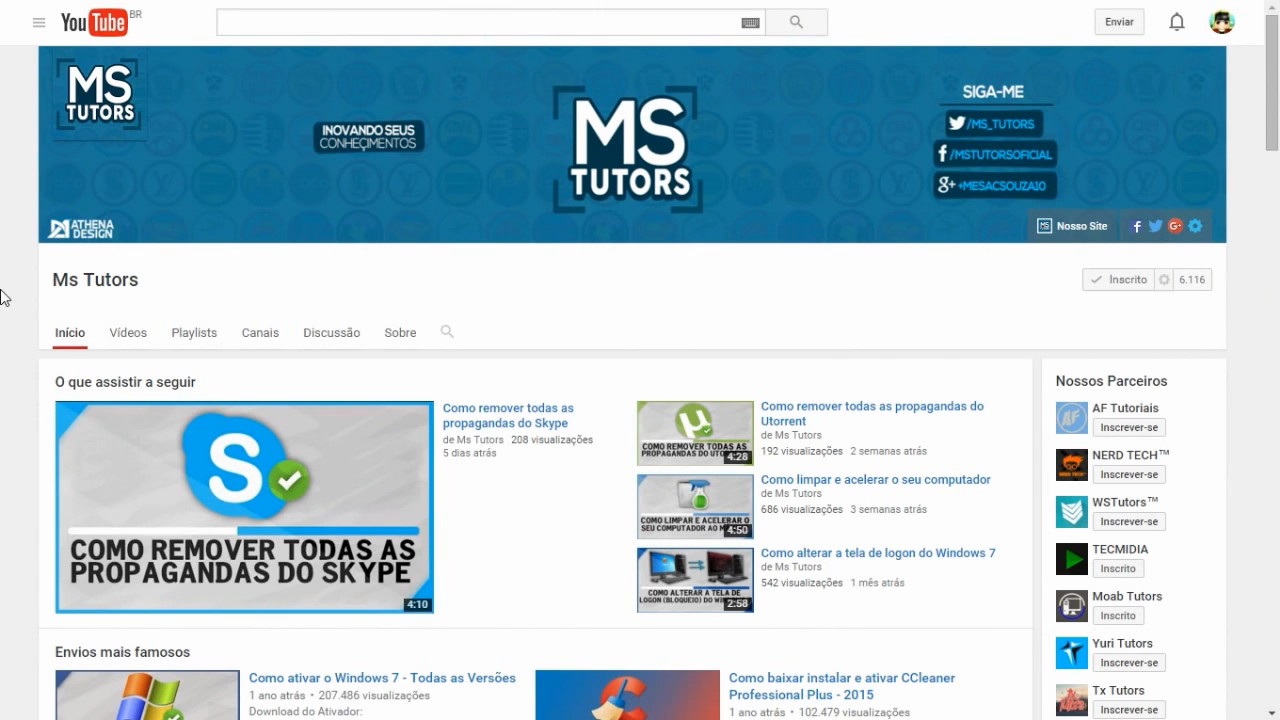 YouTube BR
Enviar
MS
TUTORS
INOVANDO SEUS
CONHEÇIMENTOS
MS
TUTORS
SIGA-ME
/MS_TUTORS
/MSTUTORSOFICIAL
g+ +MESACSOUZA10
ATHENA
DESIGN
MS Nosso Site
Ms Tutors
Inscrito 6.116
Início Vídeos Playlists Canais Discussão Sobre
O que assistir a seguir
S
COMO REMOVER TODAS AS
PROPAGANDAS DO SKYPE
4:10
Como remover todas as
propagandas do Skype
de Ms Tutors 208 visualizações
5 dias atrás
COMO REMOVER TODAS AS
PROPAGANDAS DO
4:28
Como remover todas as propagandas do
Utorrent
de Ms Tutors
192 visualizações 2 semanas atrás
COMO LIMPAR E ACELERAR O
SEU COMPUTADOR AO
4:50
Como limpar e acelerar o seu computador
de Ms Tutors
686 visualizações 3 semanas atrás
COMO ALTERAR A TELA DE
LOGON (BLOQUEIO) DO
2:58
Como alterar a tela de logon do Windows 7
de Ms Tutors
542 visualizações 1 mês atrás
Envios mais famosos
Como ativar o Windows 7 - Todas as Versões
1 ano atrás • 207.486 visualizações
Download do Ativador:
Como baixar instalar e ativar CCleaner
Professional Plus - 2015
1 ano atrás • 102.479 visualizações
Nossos Parceiros
AF Tutoriais
Inscrever-se
NERD TECH™
Inscrever-se
WSTutors™
Inscrever-se
TECMIDIA
Inscrito
Moab Tutors
Inscrito
Yuri Tutors
Inscrever-se
Tx Tutors
Inscrever-se